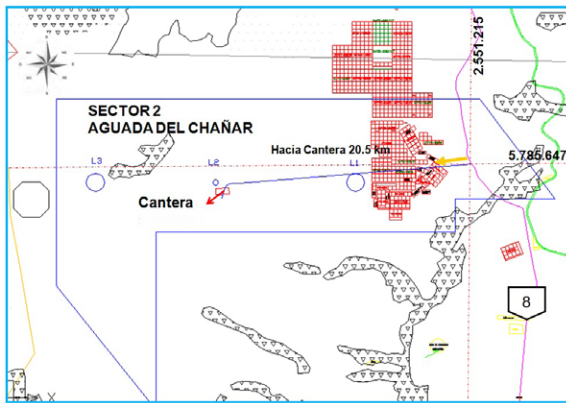 2.551.215
SECTOR 2
AGUADA DEL CHAÑAR
Hacia Cantera 20.5 km
5.785.647
L3
L2
L1
Cantera
8